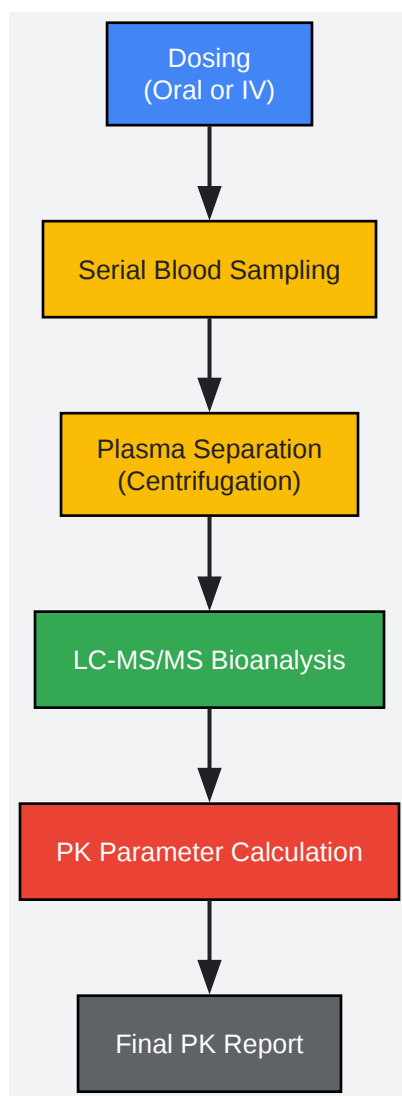 Dosing
(Oral or IV)
Serial Blood Sampling
Plasma Separation
(Centrifugation)
LC-MS/MS Bioanalysis
PK Parameter Calculation
Final PK Report